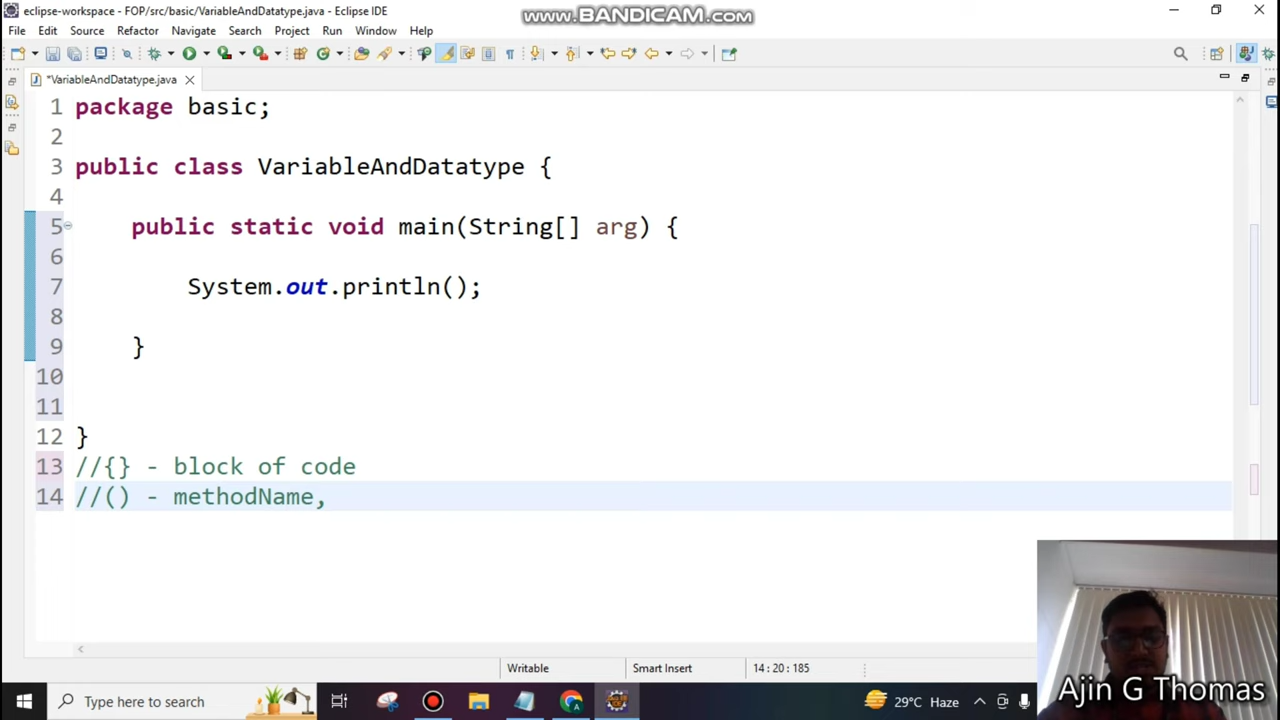 eclipse-workspace - FOP/src/basic/VariableAndDatatype.java - Eclipse IDE
www.BANDICAM.com
File Edit Source Refactor Navigate Search Project Run Window Help
*VariableAndDatatype.java
1 package basic;
2
3 public class VariableAndDatatype {
4
5 public static void main(String[] arg) {
6
7 System.out.println();
8
9 }
10
11
12 }
13 //{} - block of code
14 //() - methodName,
Writable Smart Insert 14 : 20 : 185
Ajin G Thomas
Type here to search 29°C Haze